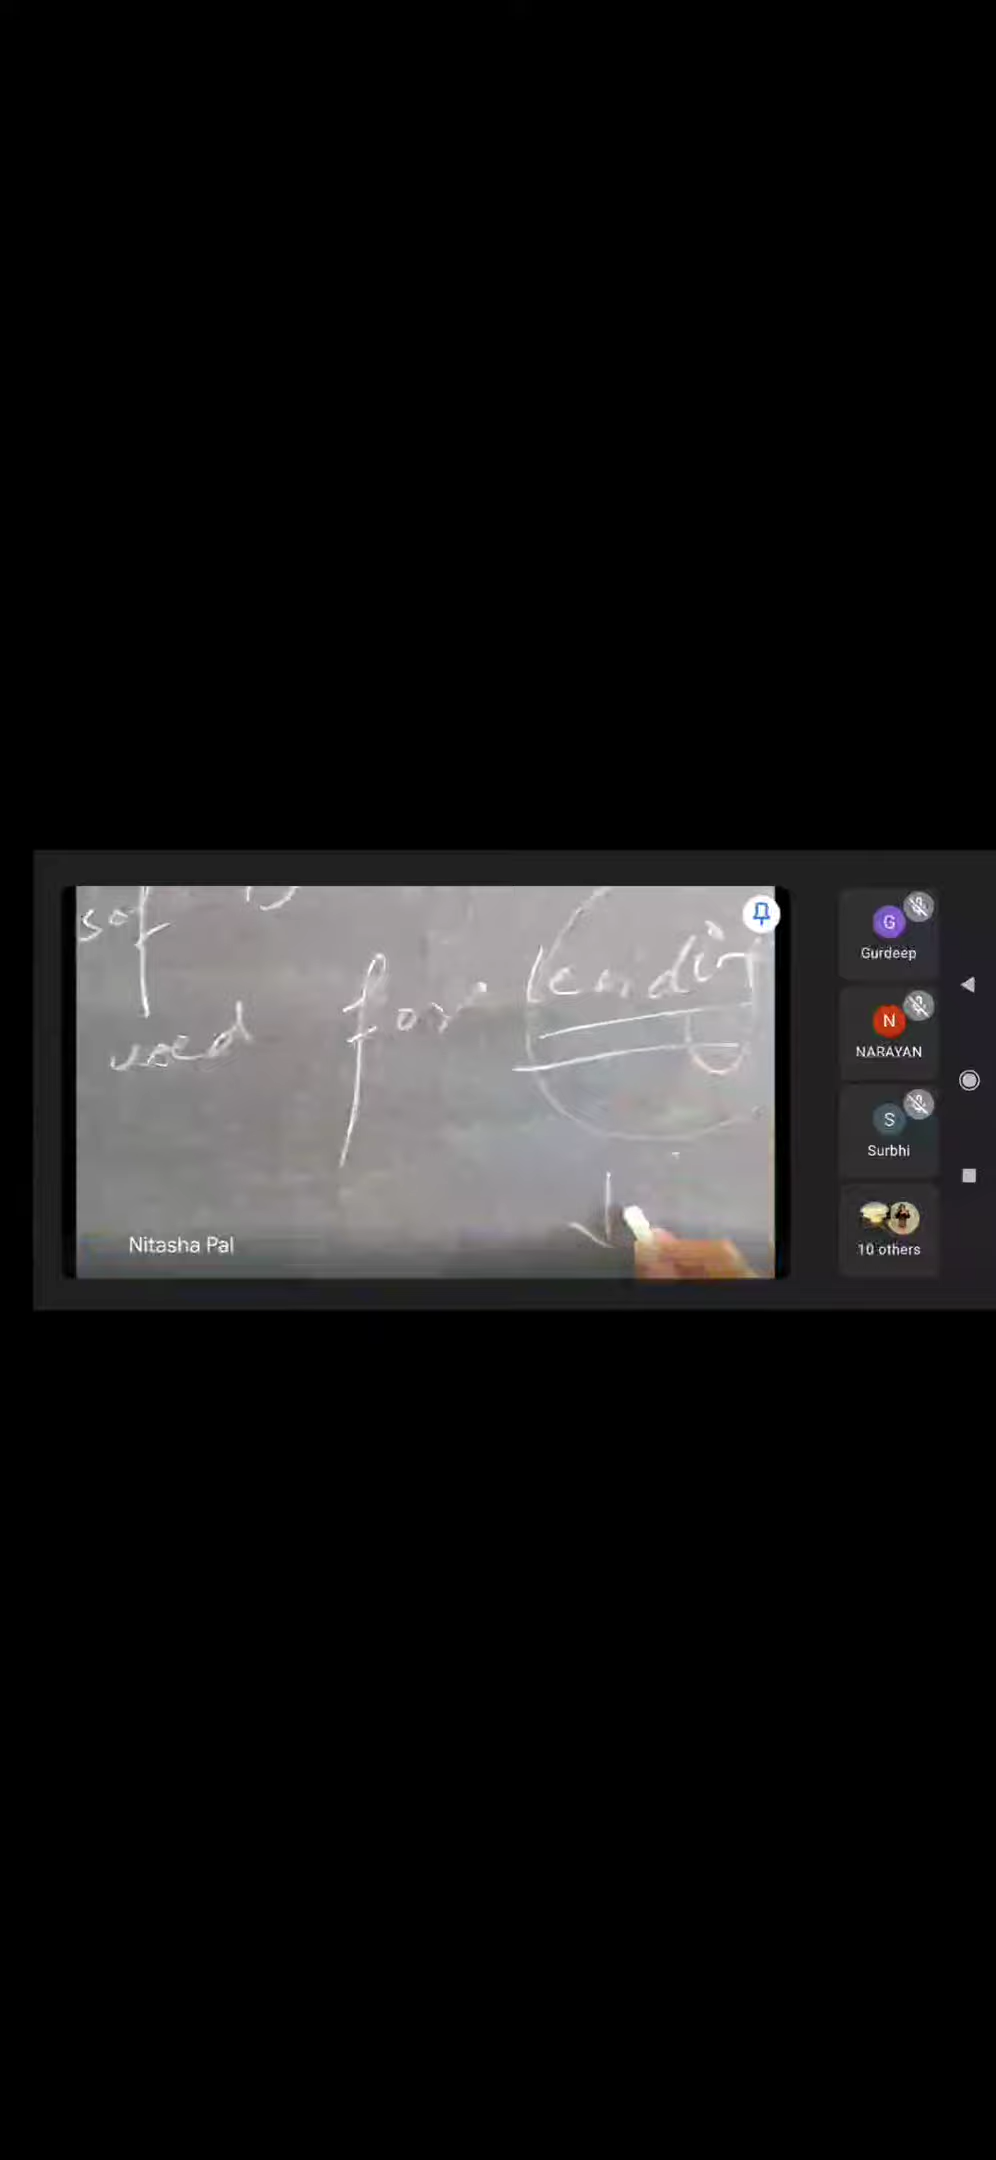 used for lending
Nitasha Pal
G
Gurdeep
N
NARAYAN
S
Surbhi
10 others